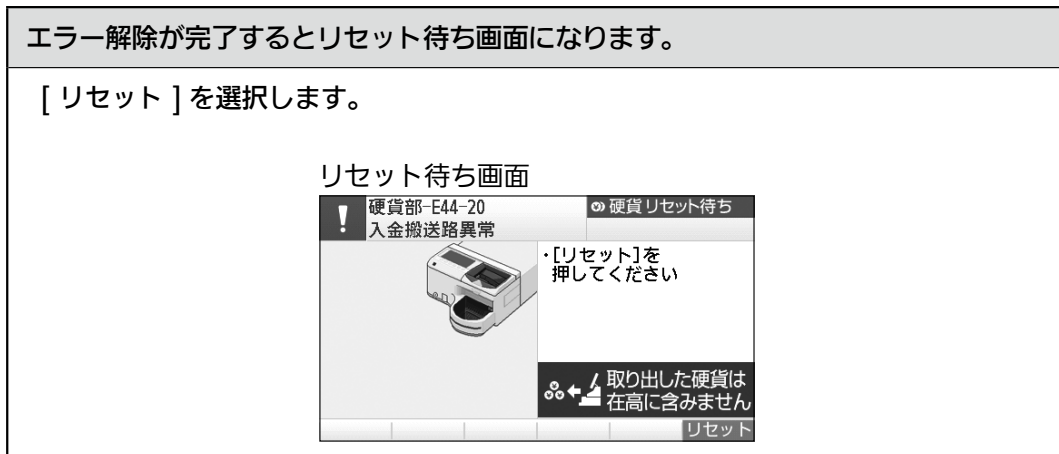 エラー解除が完了するとリセット待ち画面になります。
[ リセット ] を選択します。
リセット待ち画面
硬貨部-E44-20
入金搬送路異常
硬貨リセット待ち
・[リセット]を
押してください
取り出した硬貨は
在高に含みません
リセット